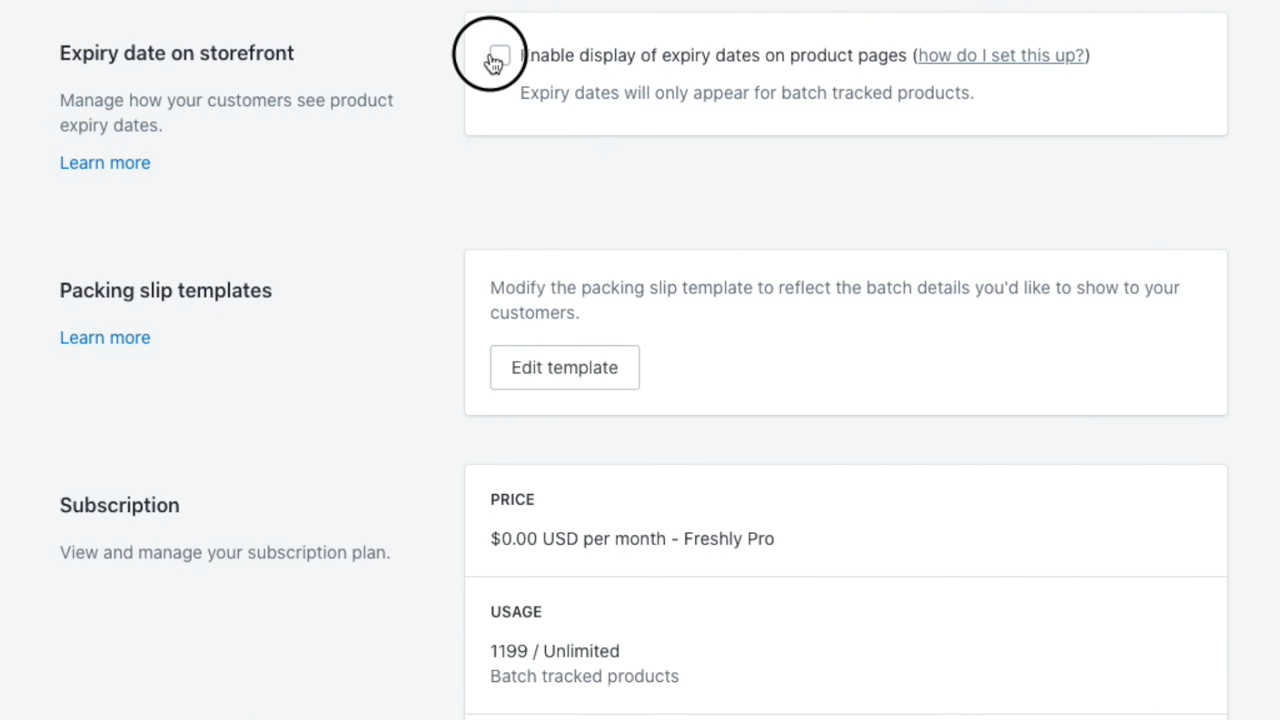 Expiry date on storefront
Manage how your customers see product
expiry dates.
Learn more
Enable display of expiry dates on product pages (how do I set this up?)
Expiry dates will only appear for batch tracked products.
Packing slip templates
Learn more
Modify the packing slip template to reflect the batch details you'd like to show to your
customers.
Edit template
Subscription
View and manage your subscription plan.
PRICE
$0.00 USD per month - Freshly Pro
USAGE
1199 / Unlimited
Batch tracked products